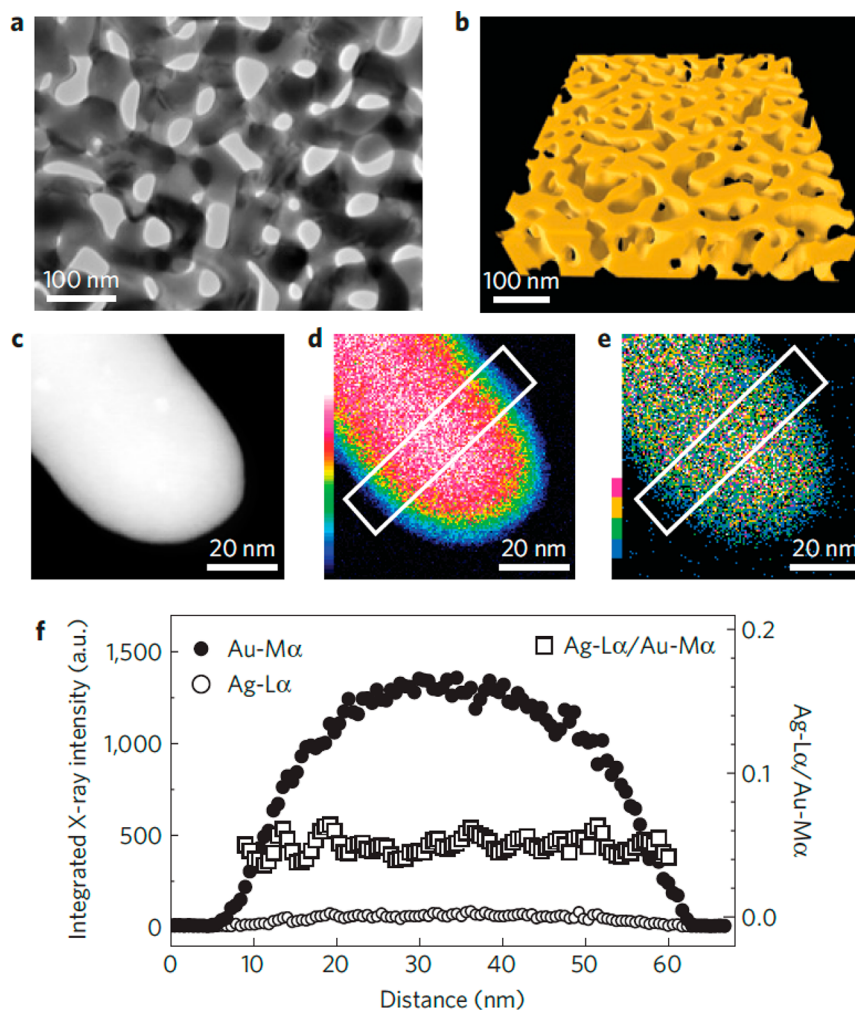 a
b
100 nm
100 nm
c
d
e
20 nm
20 nm
20 nm
f
Integrated X-ray intensity (a.u.)
1,500
1,000
500
0
Au-Mα
Ag-Lα
Ag-Lα/Au-Mα
0.2
0.1
0.0
Ag-Lα/Au-Mα
0 10 20 30 40 50 60
Distance (nm)